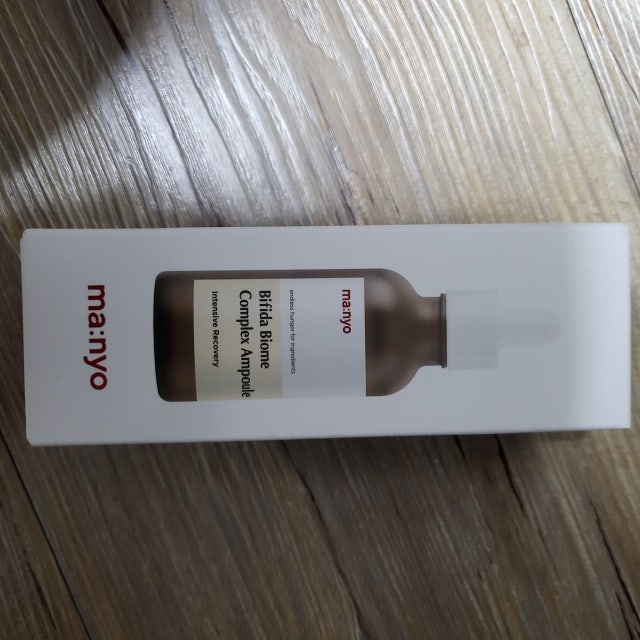 ma:nyo
endless hunger for ingredients
Bifida Biome
Complex Ampoule
Intensive Recovery
ma:nyo